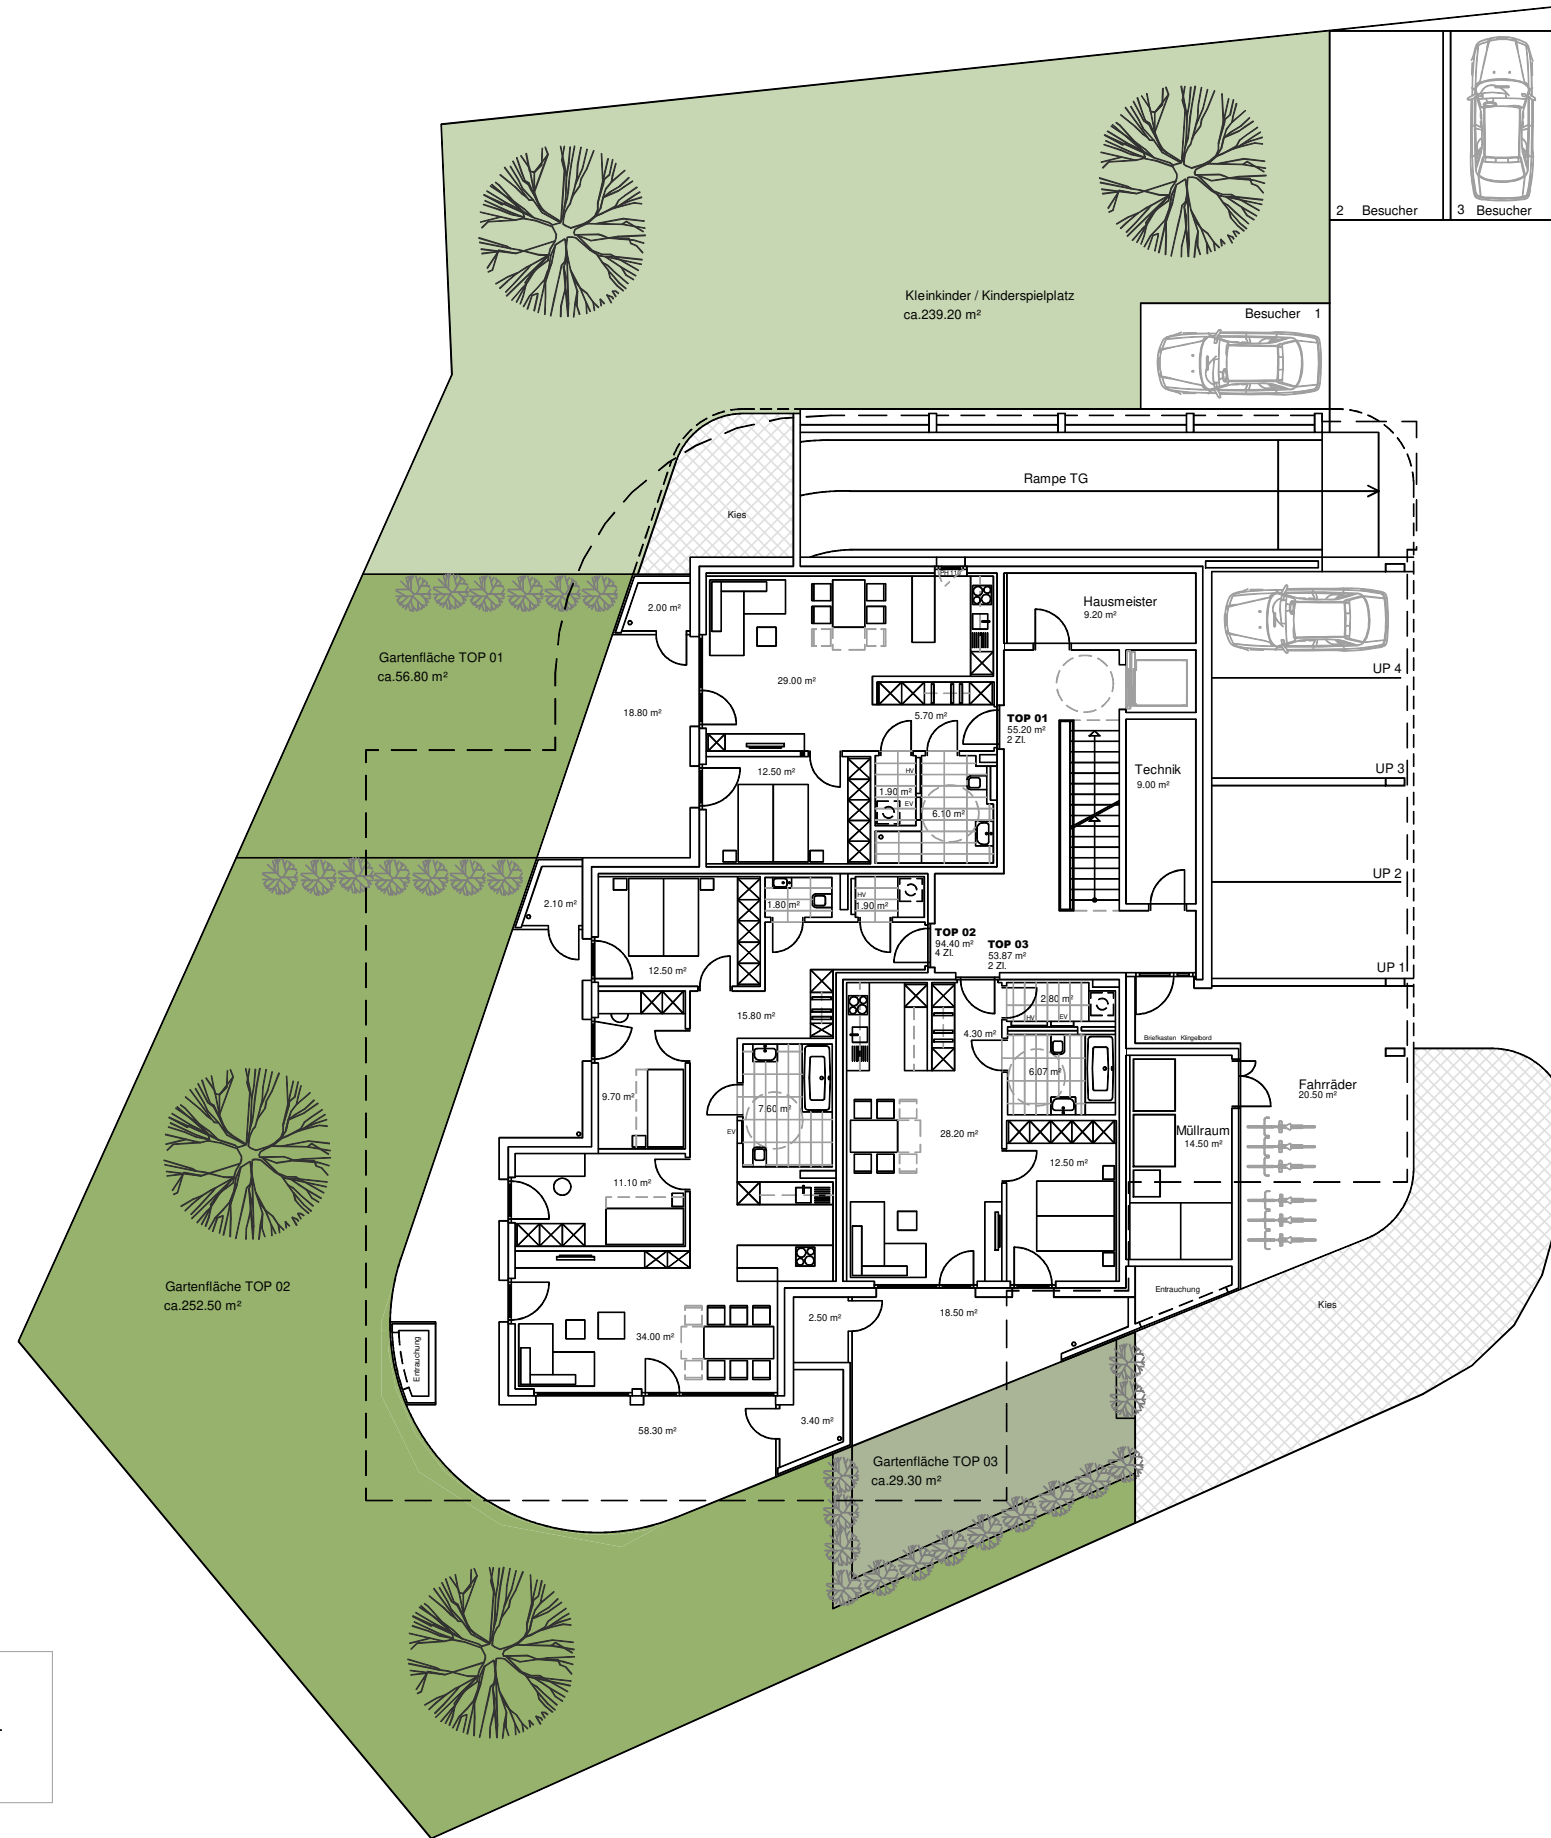 2 Besucher
3 Besucher
Kleinkinder / Kinderspielplatz
ca.239.20 m²
Besucher 1
Rampe TG
Kies
Hausmeister
9.20 m²
2.00 m²
Gartenfläche TOP 01
ca.56.80 m²
UP 4
29.00 m²
18.80 m²
5.70 m²
TOP 01
55.20 m²
2 ZI.
Technik
9.00 m²
UP 3
12.50 m²
HV
1.90 m²
EV
6.10 m²
UP 2
2.10 m²
1.80 m²
HV
1.90 m²
TOP 02
94.40 m²
4 ZI.
TOP 03
53.87 m²
2 ZI.
UP 1
12.50 m²
2.80 m²
HV
EV
15.80 m²
4.30 m²
Briefkasten Klingelbord
6.07 m²
Fahrräder
20.50 m²
9.70 m²
7.60 m²
EV
28.20 m²
Müllraum
14.50 m²
12.50 m²
11.10 m²
Gartenfläche TOP 02
ca.252.50 m²
Entrauchung
Kies
2.50 m²
18.50 m²
34.00 m²
Entrauchung
3.40 m²
58.30 m²
Gartenfläche TOP 03
ca.29.30 m²